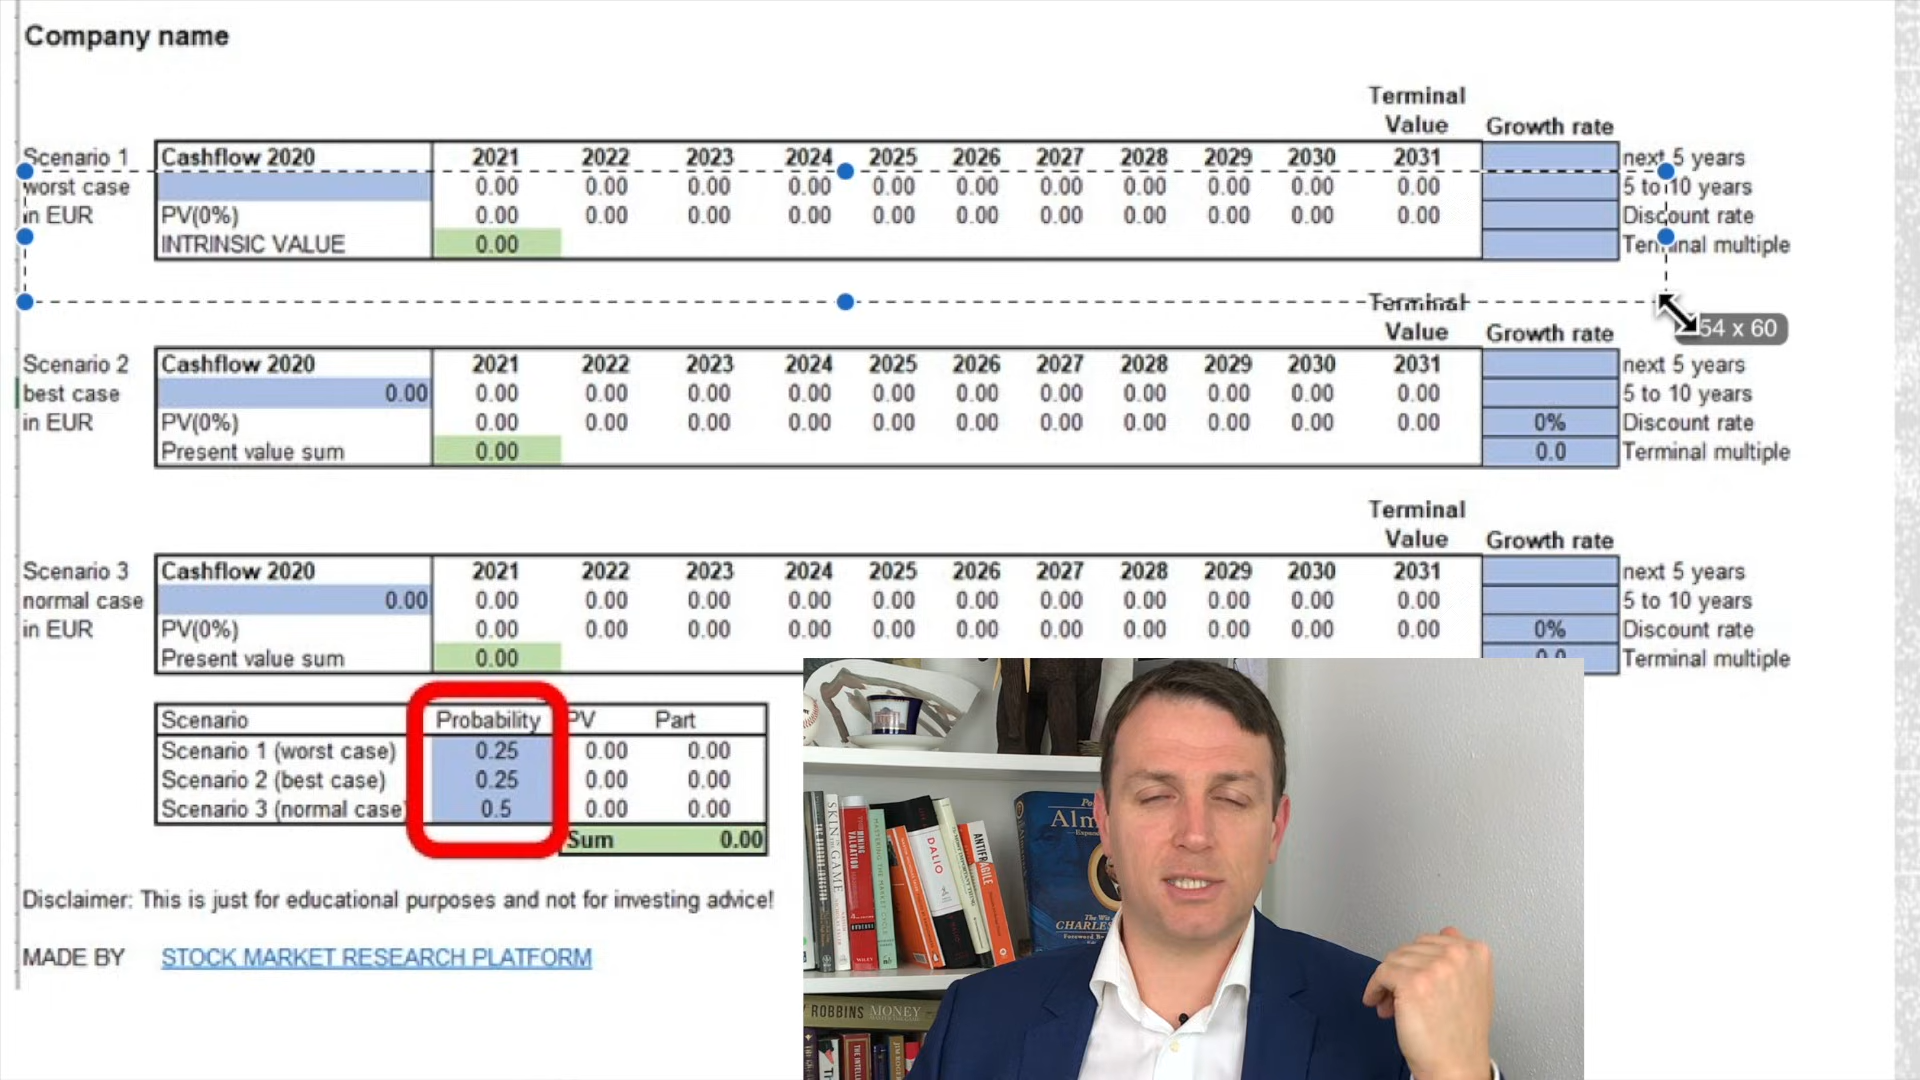 Company name
Terminal
Value Growth rate
Scenario 1 Cashflow 2020 2021 2022 2023 2024 2025 2026 2027 2028 2029 2030 2031 next 5 years
worst case 0.00 0.00 0.00 0.00 0.00 0.00 0.00 0.00 0.00 0.00 0.00 5 to 10 years
in EUR PV(0%) 0.00 0.00 0.00 0.00 0.00 0.00 0.00 0.00 0.00 0.00 0.00 Discount rate
INTRINSIC VALUE 0.00 Terminal multiple
Terminal
54 x 60
Value Growth rate
Scenario 2 Cashflow 2020 2021 2022 2023 2024 2025 2026 2027 2028 2029 2030 2031 next 5 years
best case 0.00 0.00 0.00 0.00 0.00 0.00 0.00 0.00 0.00 0.00 0.00 0.00 5 to 10 years
in EUR PV(0%) 0.00 0.00 0.00 0.00 0.00 0.00 0.00 0.00 0.00 0.00 0.00 0% Discount rate
Present value sum 0.00 0.0 Terminal multiple
Terminal
Value Growth rate
Scenario 3 Cashflow 2020 2021 2022 2023 2024 2025 2026 2027 2028 2029 2030 2031 next 5 years
normal case 0.00 0.00 0.00 0.00 0.00 0.00 0.00 0.00 0.00 0.00 0.00 0.00 5 to 10 years
in EUR PV(0%) 0.00 0.00 0.00 0.00 0.00 0.00 0.00 0.00 0.00 0.00 0.00 0% Discount rate
Present value sum 0.00 0.0 Terminal multiple
Scenario Probability PV Part
Scenario 1 (worst case) 0.25 0.00 0.00
Scenario 2 (best case) 0.25 0.00 0.00
Scenario 3 (normal case) 0.5 0.00 0.00
Sum 0.00
Disclaimer: This is just for educational purposes and not for investing advice!
MADE BY STOCK MARKET RESEARCH PLATFORM
SKIN IN THE GAME
VALUATION
WILEY
DALIO
ANTIFRAGILE
Alm
CHARLES
ROBBINS MONEY